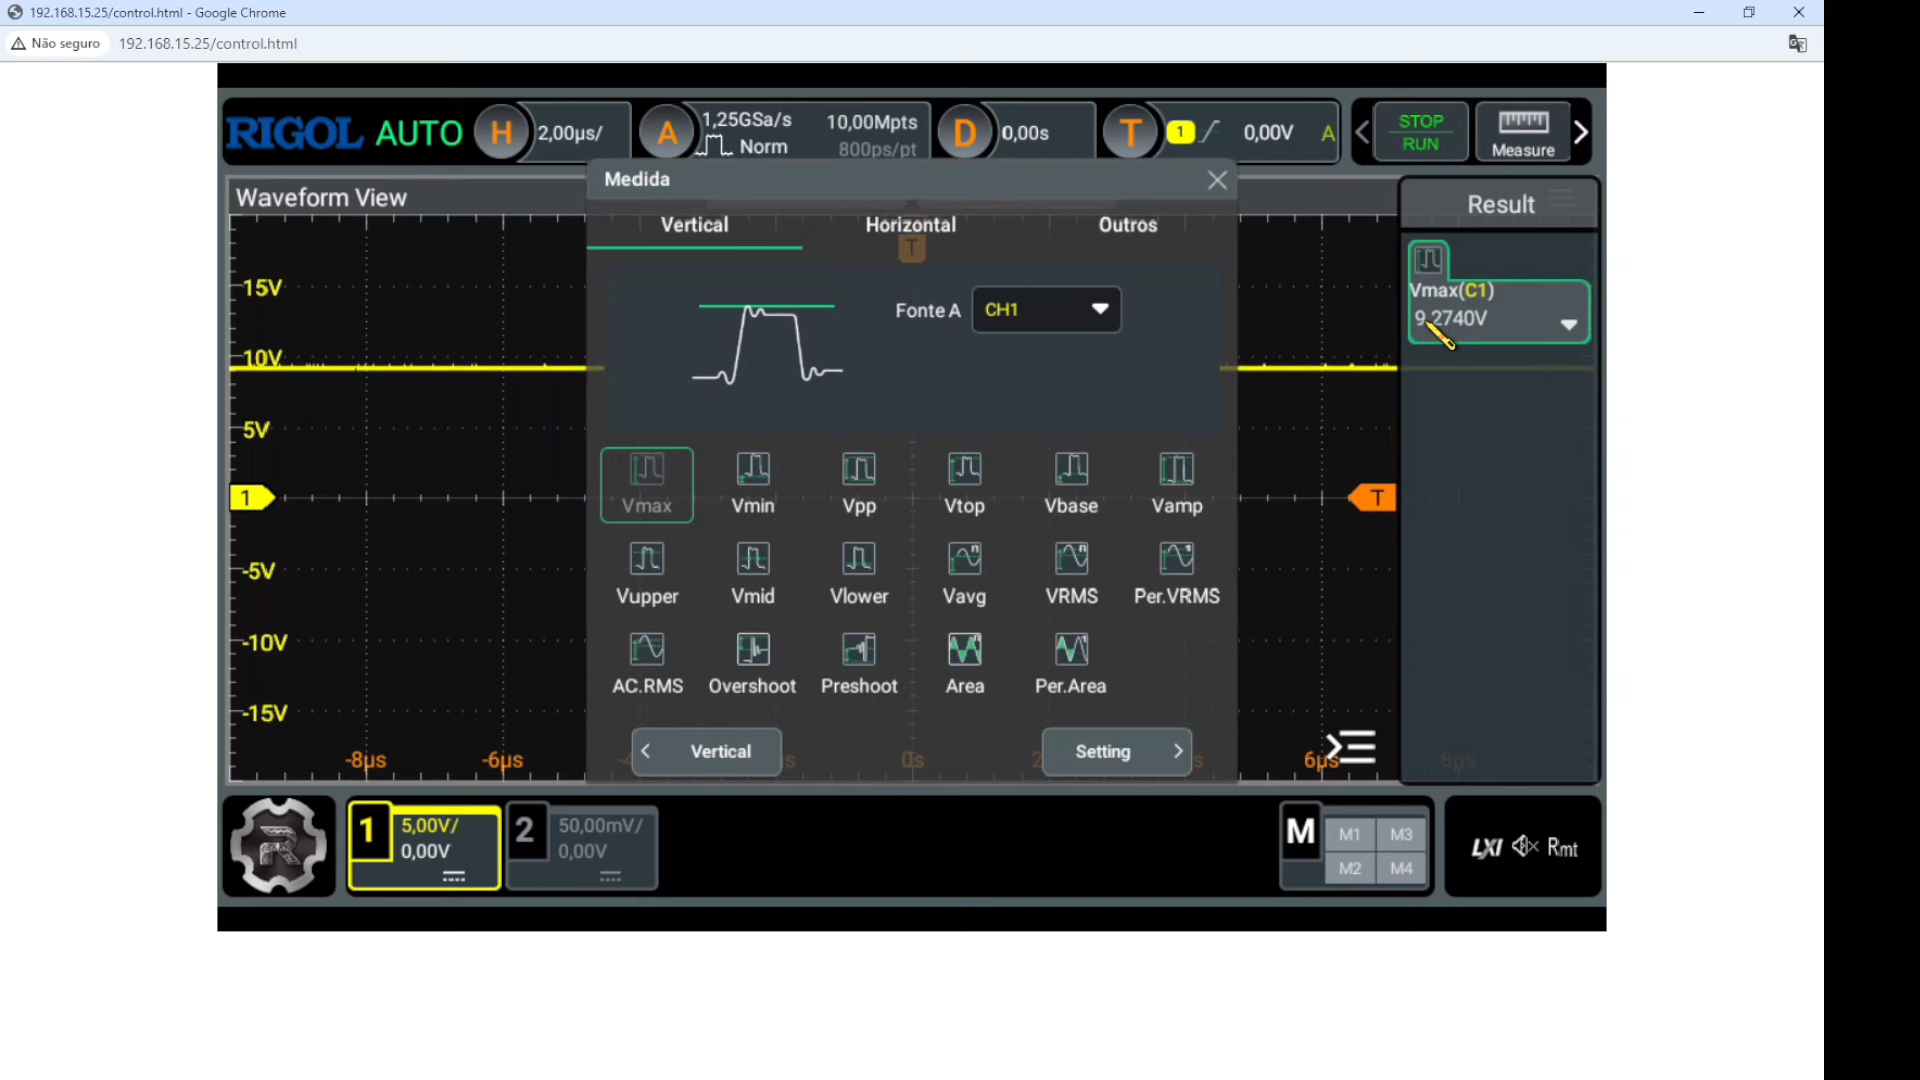 192.168.15.25/control.html - Google Chrome
Não seguro 192.168.15.25/control.html
RIGOL AUTO H 2,00µs/ A 1,25GSa/s 10,00Mpts D 0,00s T 1 0,00V A STOP
Norm 800ps/pt RUN Measure
Medida
Waveform View
Result
Vertical Horizontal Outros
T
15V
Vmax(C1)
9.2740V
Fonte A CH1
10V
5V
1
T
-5V
-10V
-15V
Vmax Vmin Vpp Vtop Vbase Vamp
Vupper Vmid Vlower Vavg VRMS Per.VRMS
AC.RMS Overshoot Preshoot Area Per.Area
Vertical Setting
-8µs -6µs 0s 6µs 8µs
1 5,00V/
0,00V
2 50,00mV/
0,00V
M M1 M3
M2 M4
LXI Rmt